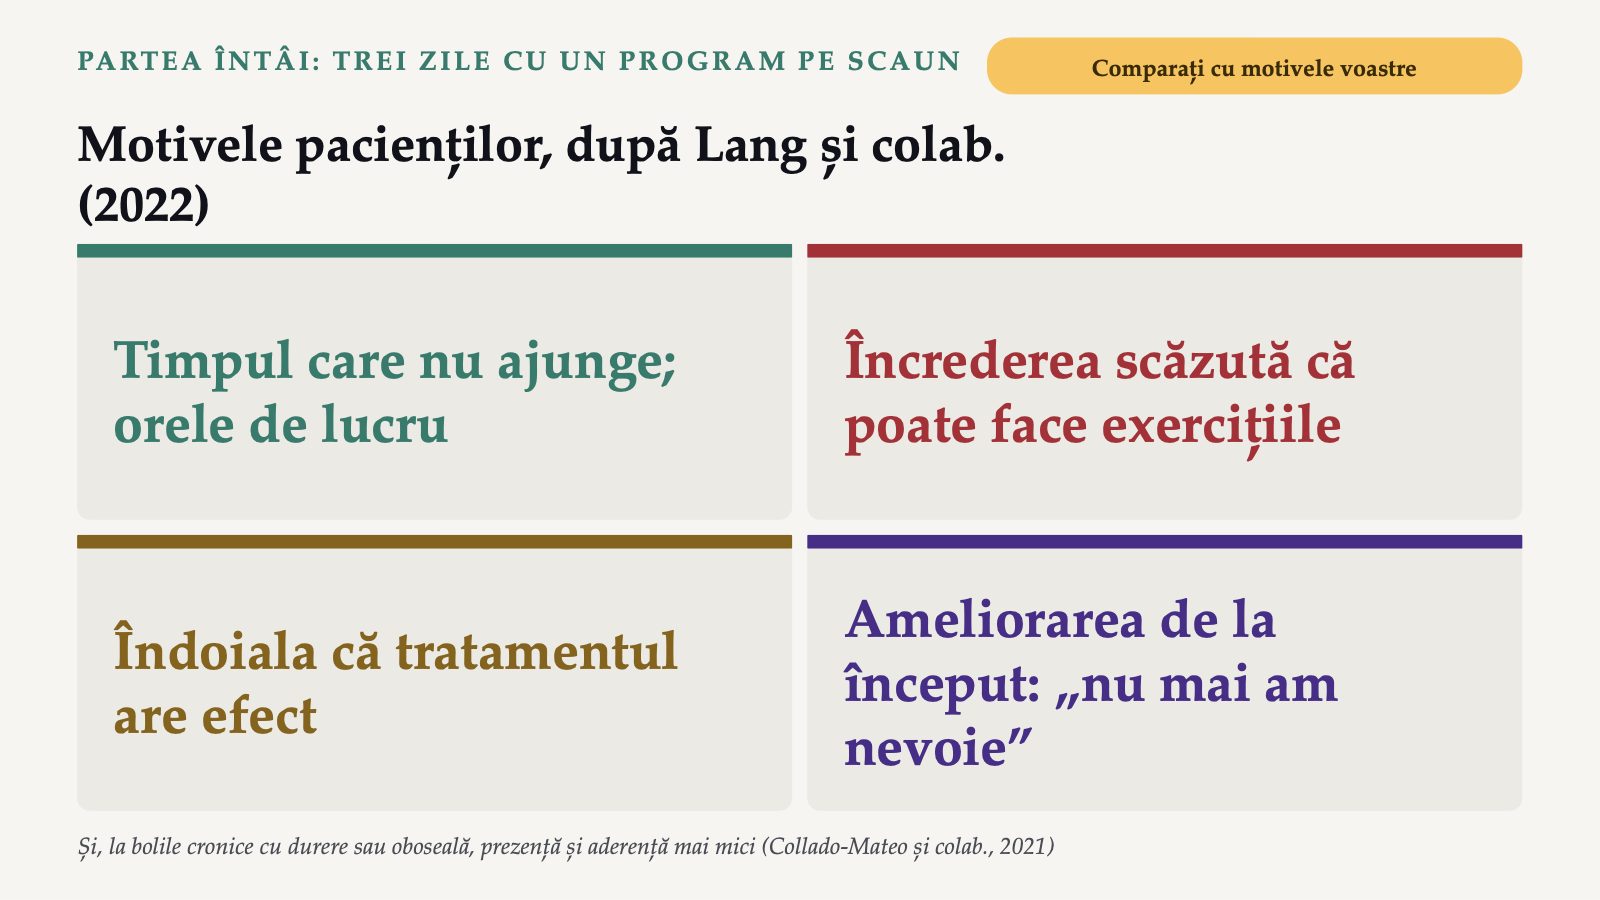 PARTEA ÎNTÂI: TREI ZILE CU UN PROGRAM PE SCAUN
Comparați cu motivele voastre
Motivele pacienților, după Lang și colab.
(2022)
Timpul care nu ajunge;
orele de lucru
Încrederea scăzută că
poate face exercițiile
Îndoiala că tratamentul
are efect
Ameliorarea de la
început: „nu mai am
nevoie”
Și, la bolile cronice cu durere sau oboseală, prezență și aderență mai mici (Collado-Mateo și colab., 2021)